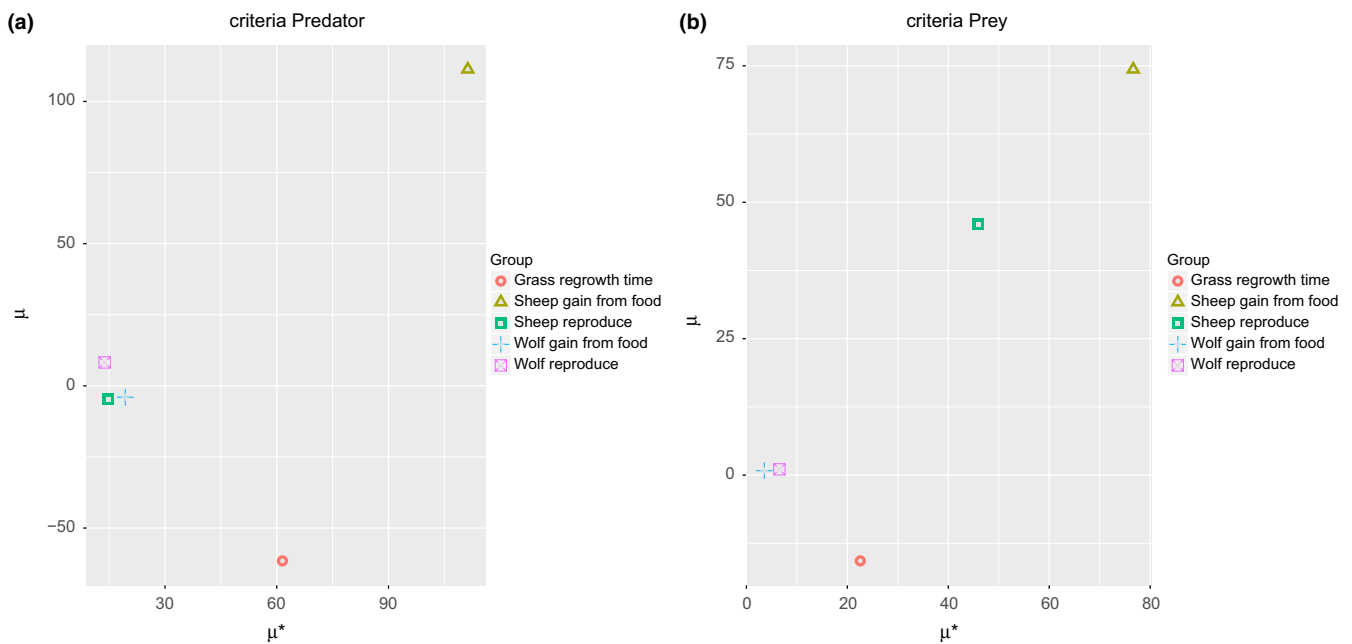 (a)
criteria Predator
100
50
0
−50
μ
30
60
90
μ*
Group
Grass regrowth time
Sheep gain from food
Sheep reproduce
Wolf gain from food
Wolf reproduce
(b)
criteria Prey
75
50
25
0
μ
0
20
40
60
80
μ*
Group
Grass regrowth time
Sheep gain from food
Sheep reproduce
Wolf gain from food
Wolf reproduce